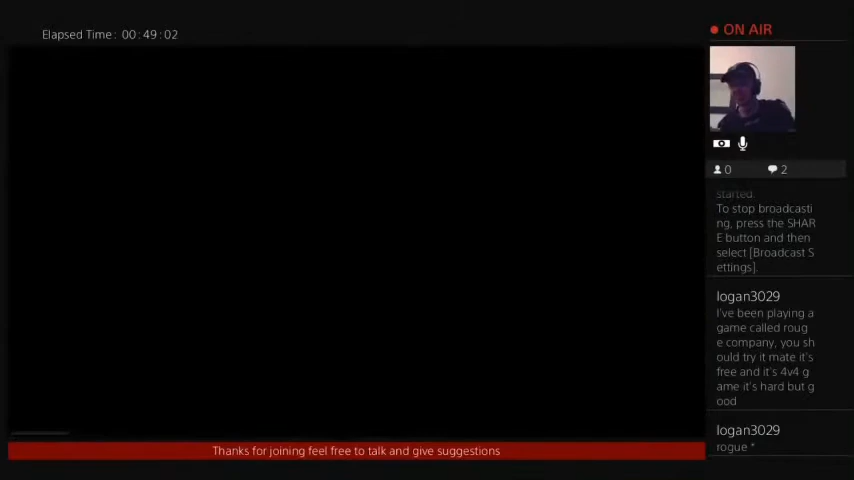 Elapsed Time: 00:49:02
ON AIR
0 2
started.
To stop broadcasti
ng, press the SHAR
E button and then
select [Broadcast S
ettings].
logan3029
I've been playing a
game called roug
e company, you sh
ould try it mate it's
free and it's 4v4 g
ame it's hard but g
ood
logan3029
rogue *
Thanks for joining feel free to talk and give suggestions